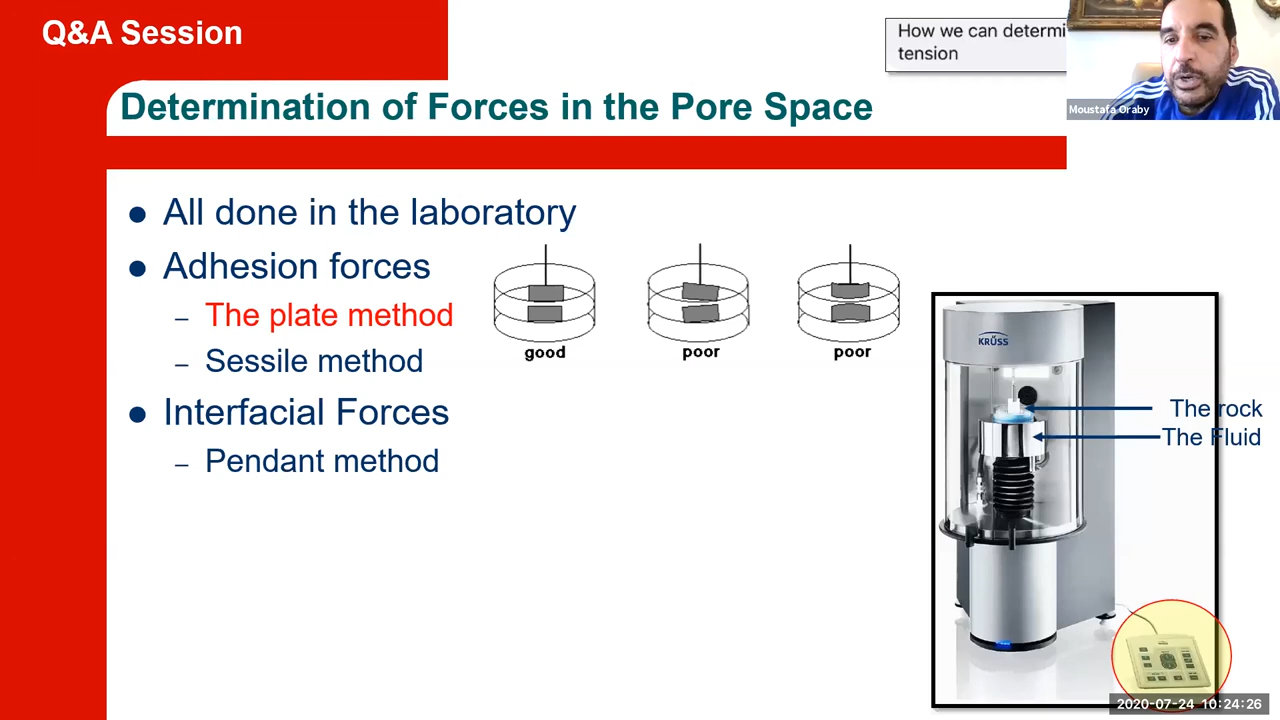 Q&A Session
How we can determi
tension
Moustafa Oraby
Determination of Forces in the Pore Space
● All done in the laboratory
● Adhesion forces
– The plate method
– Sessile method
● Interfacial Forces
– Pendant method
good
poor
poor
KRÜSS
The rock
The Fluid
2020-07-24 10:24:26